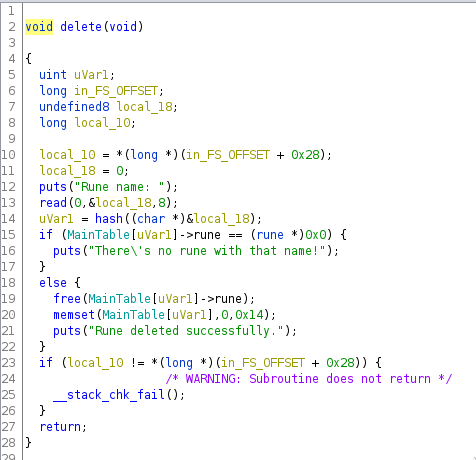 1
2 void delete(void)
3
4 {
5 uint uVar1;
6 long in_FS_OFFSET;
7 undefined8 local_18;
8 long local_10;
9
10 local_10 = *(long *)(in_FS_OFFSET + 0x28);
11 local_18 = 0;
12 puts("Rune name: ");
13 read(0,&local_18,8);
14 uVar1 = hash((char *)&local_18);
15 if (MainTable[uVar1]->rune == (rune *)0x0) {
16 puts("There\'s no rune with that name!");
17 }
18 else {
19 free(MainTable[uVar1]->rune);
20 memset(MainTable[uVar1],0,0x14);
21 puts("Rune deleted successfully.");
22 }
23 if (local_10 != *(long *)(in_FS_OFFSET + 0x28)) {
24 /* WARNING: Subroutine does not return */
25 __stack_chk_fail();
26 }
27 return;
28 }
29